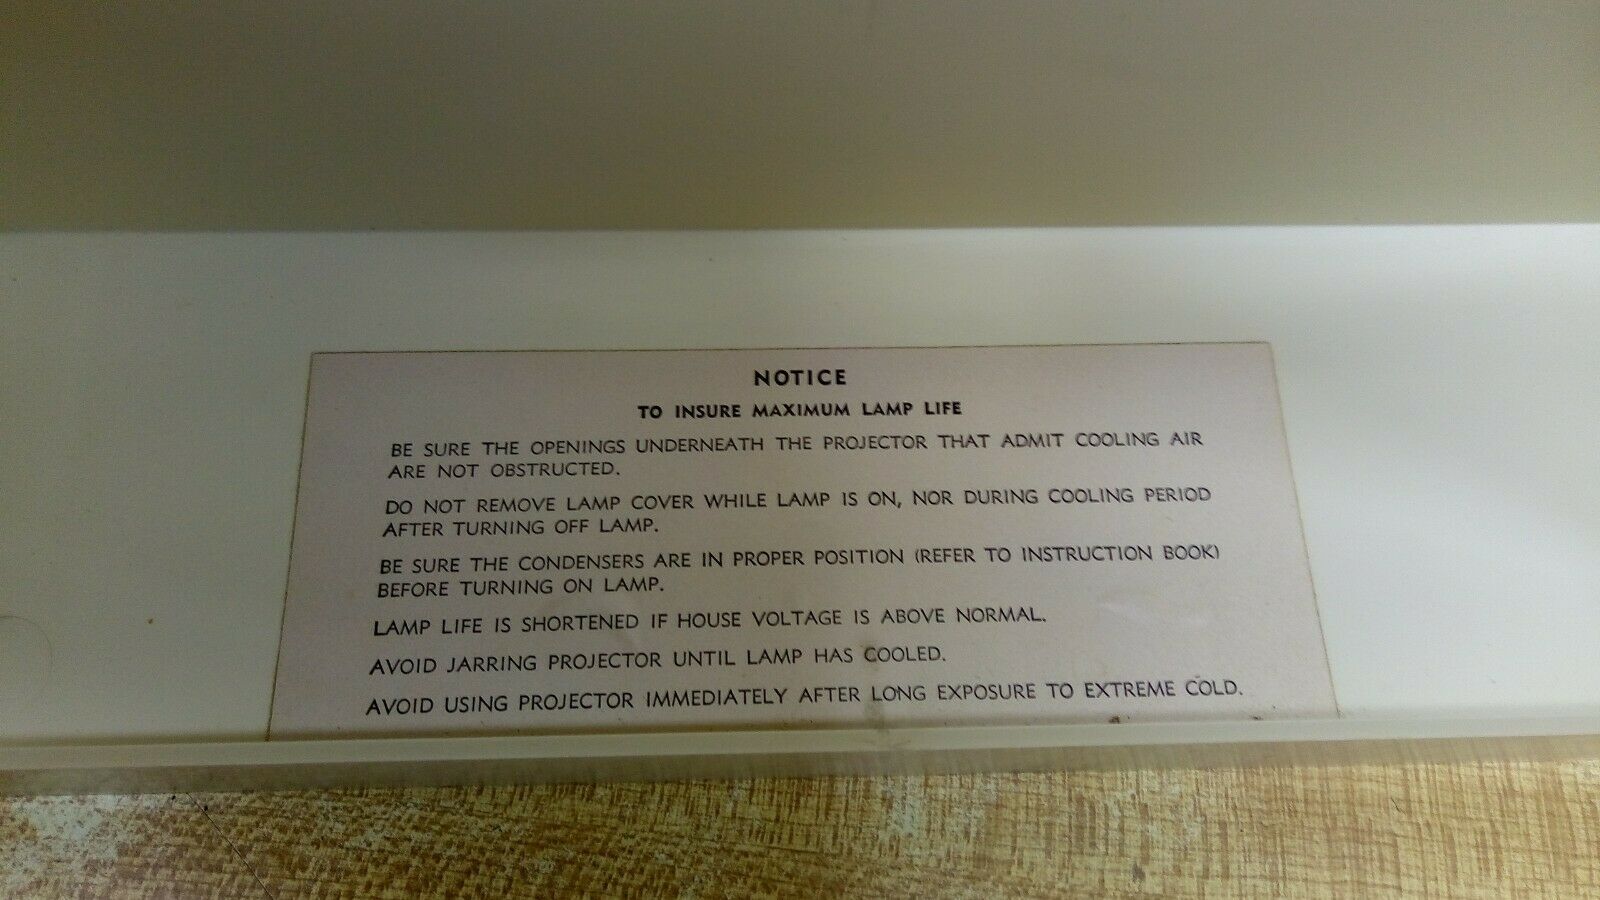 NOTICE
TO INSURE MAXIMUM LAMP LIFE
BE SURE THE OPENINGS UNDERNEATH THE PROJECTOR THAT ADMIT COOLING AIR
ARE NOT OBSTRUCTED.
DO NOT REMOVE LAMP COVER WHILE LAMP IS ON, NOR DURING COOLING PERIOD
AFTER TURNING OFF LAMP.
BE SURE THE CONDENSERS ARE IN PROPER POSITION (REFER TO INSTRUCTION BOOK)
BEFORE TURNING ON LAMP.
LAMP LIFE IS SHORTENED IF HOUSE VOLTAGE IS ABOVE NORMAL.
AVOID JARRING PROJECTOR UNTIL LAMP HAS COOLED.
AVOID USING PROJECTOR IMMEDIATELY AFTER LONG EXPOSURE TO EXTREME COLD.